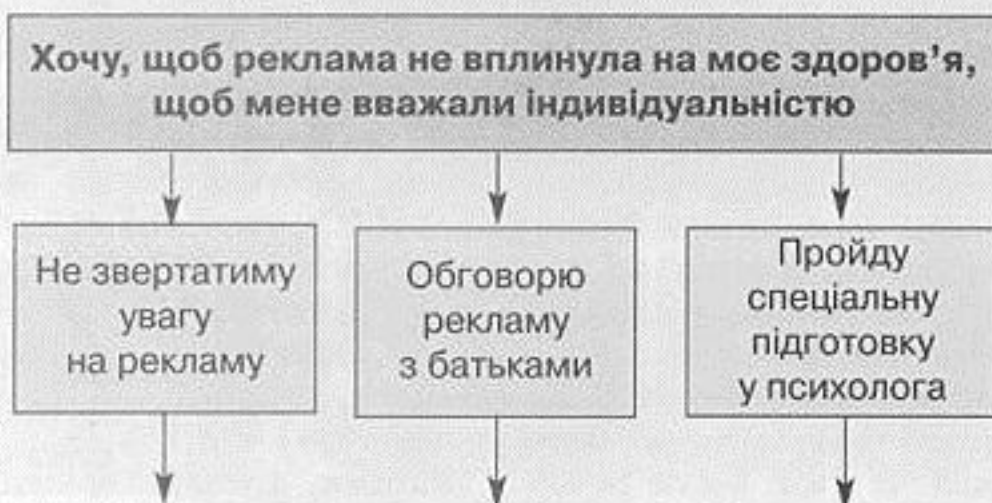 Хочу, щоб реклама не вплинула на моє здоров’я,
щоб мене вважали індивідуальністю
Не звертатиму
увагу
на рекламу
Обговорю
рекламу
з батьками
Пройду
спеціальну
підготовку
у психолога